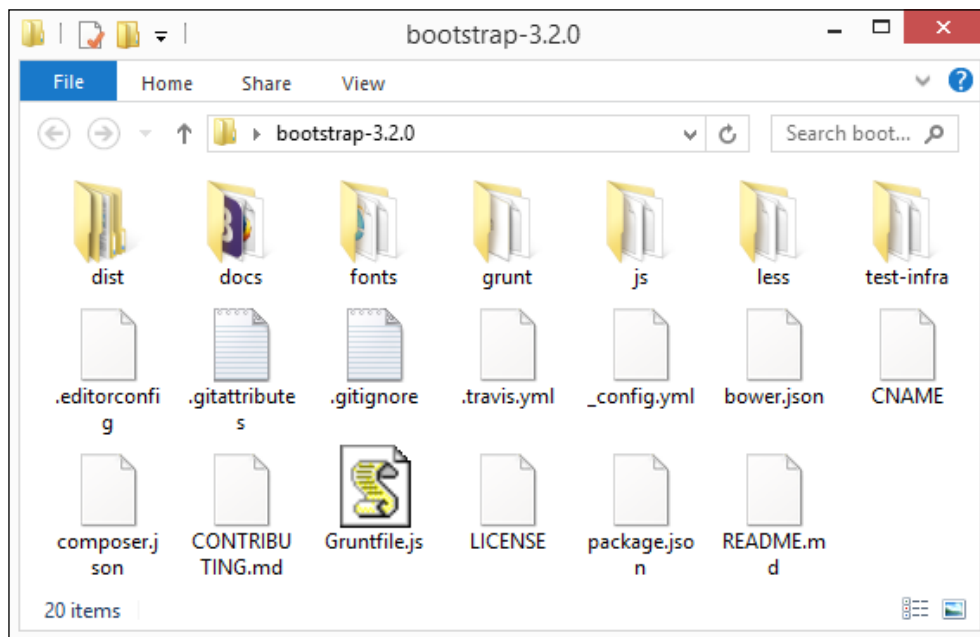 bootstrap-3.2.0
File Home Share View
bootstrap-3.2.0 Search boot...
dist docs fonts grunt js less test-infra
.editorconfi .gitattribute .gitignore .travis.yml _config.yml bower.json CNAME
g s
composer.j CONTRIBU Gruntfile.js LICENSE package.jso README.m
son TING.md n d
20 items